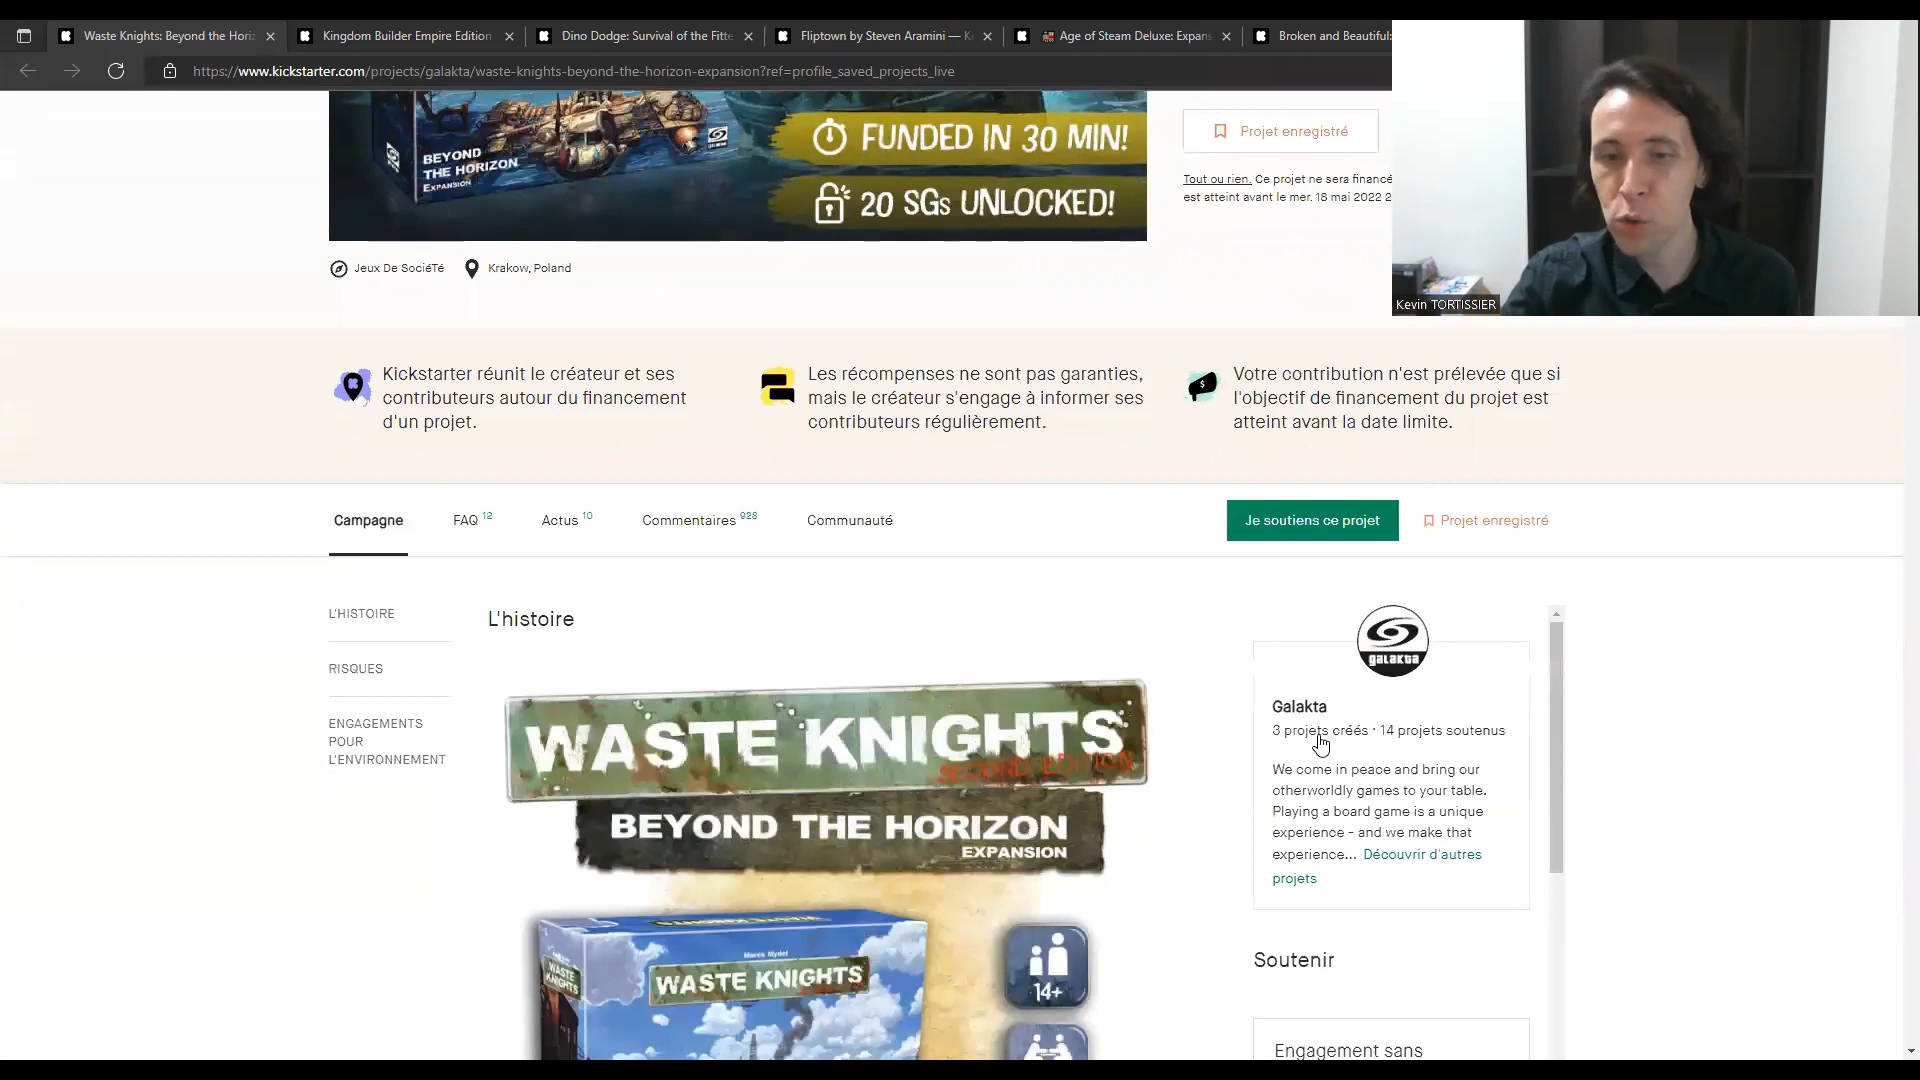 Waste Knights: Beyond the Horiz
Kingdom Builder Empire Edition
Dino Dodge: Survival of the Fitte
Fliptown by Steven Aramini — K
Age of Steam Deluxe: Expans
Broken and Beautiful:
https://www.kickstarter.com/projects/galakta/waste-knights-beyond-the-horizon-expansion?ref=profile_saved_projects_live
BEYOND
THE HORIZON
EXPANSION
FUNDED IN 30 MIN!
20 SGs UNLOCKED!
Projet enregistré
Tout ou rien. Ce projet ne sera financé
est atteint avant le mer. 18 mai 2022 2
Jeux De SociéTé
Krakow, Poland
Kevin TORTISSIER
Kickstarter réunit le créateur et ses
contributeurs autour du financement
d'un projet.
Les récompenses ne sont pas garanties,
mais le créateur s'engage à informer ses
contributeurs régulièrement.
Votre contribution n'est prélevée que si
l'objectif de financement du projet est
atteint avant la date limite.
Campagne
FAQ 12
Actus 10
Commentaires 928
Communauté
Je soutiens ce projet
Projet enregistré
L'HISTOIRE
RISQUES
ENGAGEMENTS
POUR
L'ENVIRONNEMENT
L'histoire
WASTE KNIGHTS
SECOND EDITION
BEYOND THE HORIZON
EXPANSION
Marek Mydel
WASTE KNIGHTS
WASTE
KNIGHTS
14+
galakta
Galakta
3 projets créés · 14 projets soutenus
We come in peace and bring our
otherworldly games to your table.
Playing a board game is a unique
experience - and we make that
experience... Découvrir d'autres
projets
Soutenir
Engagement sans